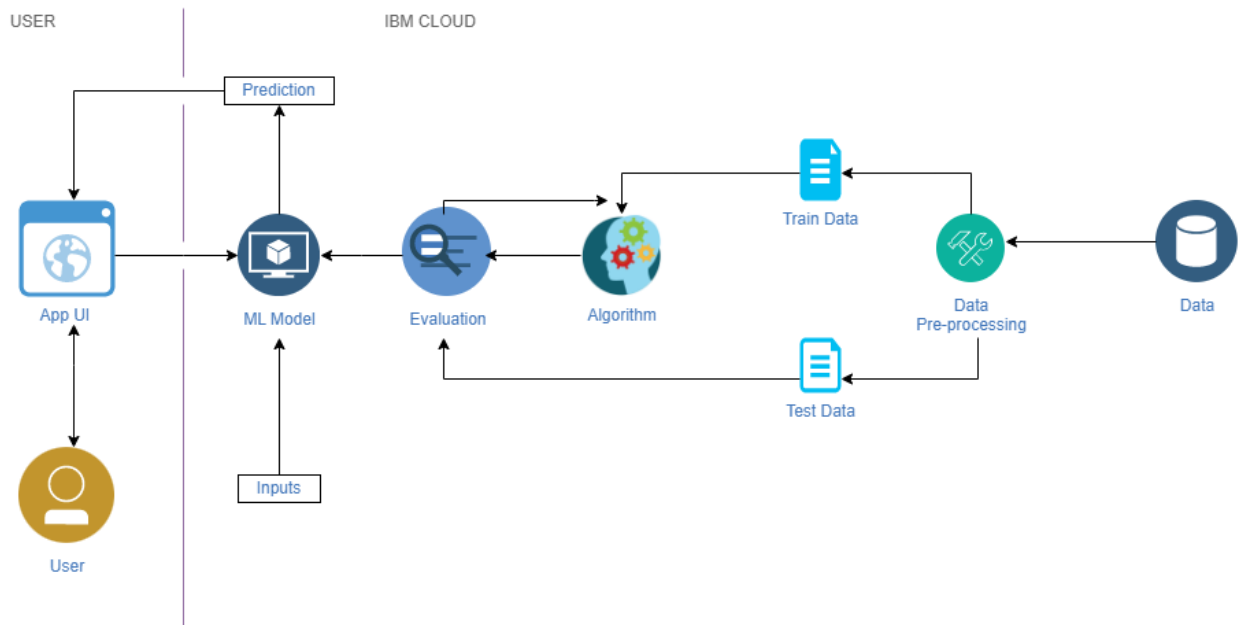 USER
IBM CLOUD
Prediction
Train Data
App UI
ML Model
Evaluation
Algorithm
Data
Pre-processing
Data
Test Data
Inputs
User